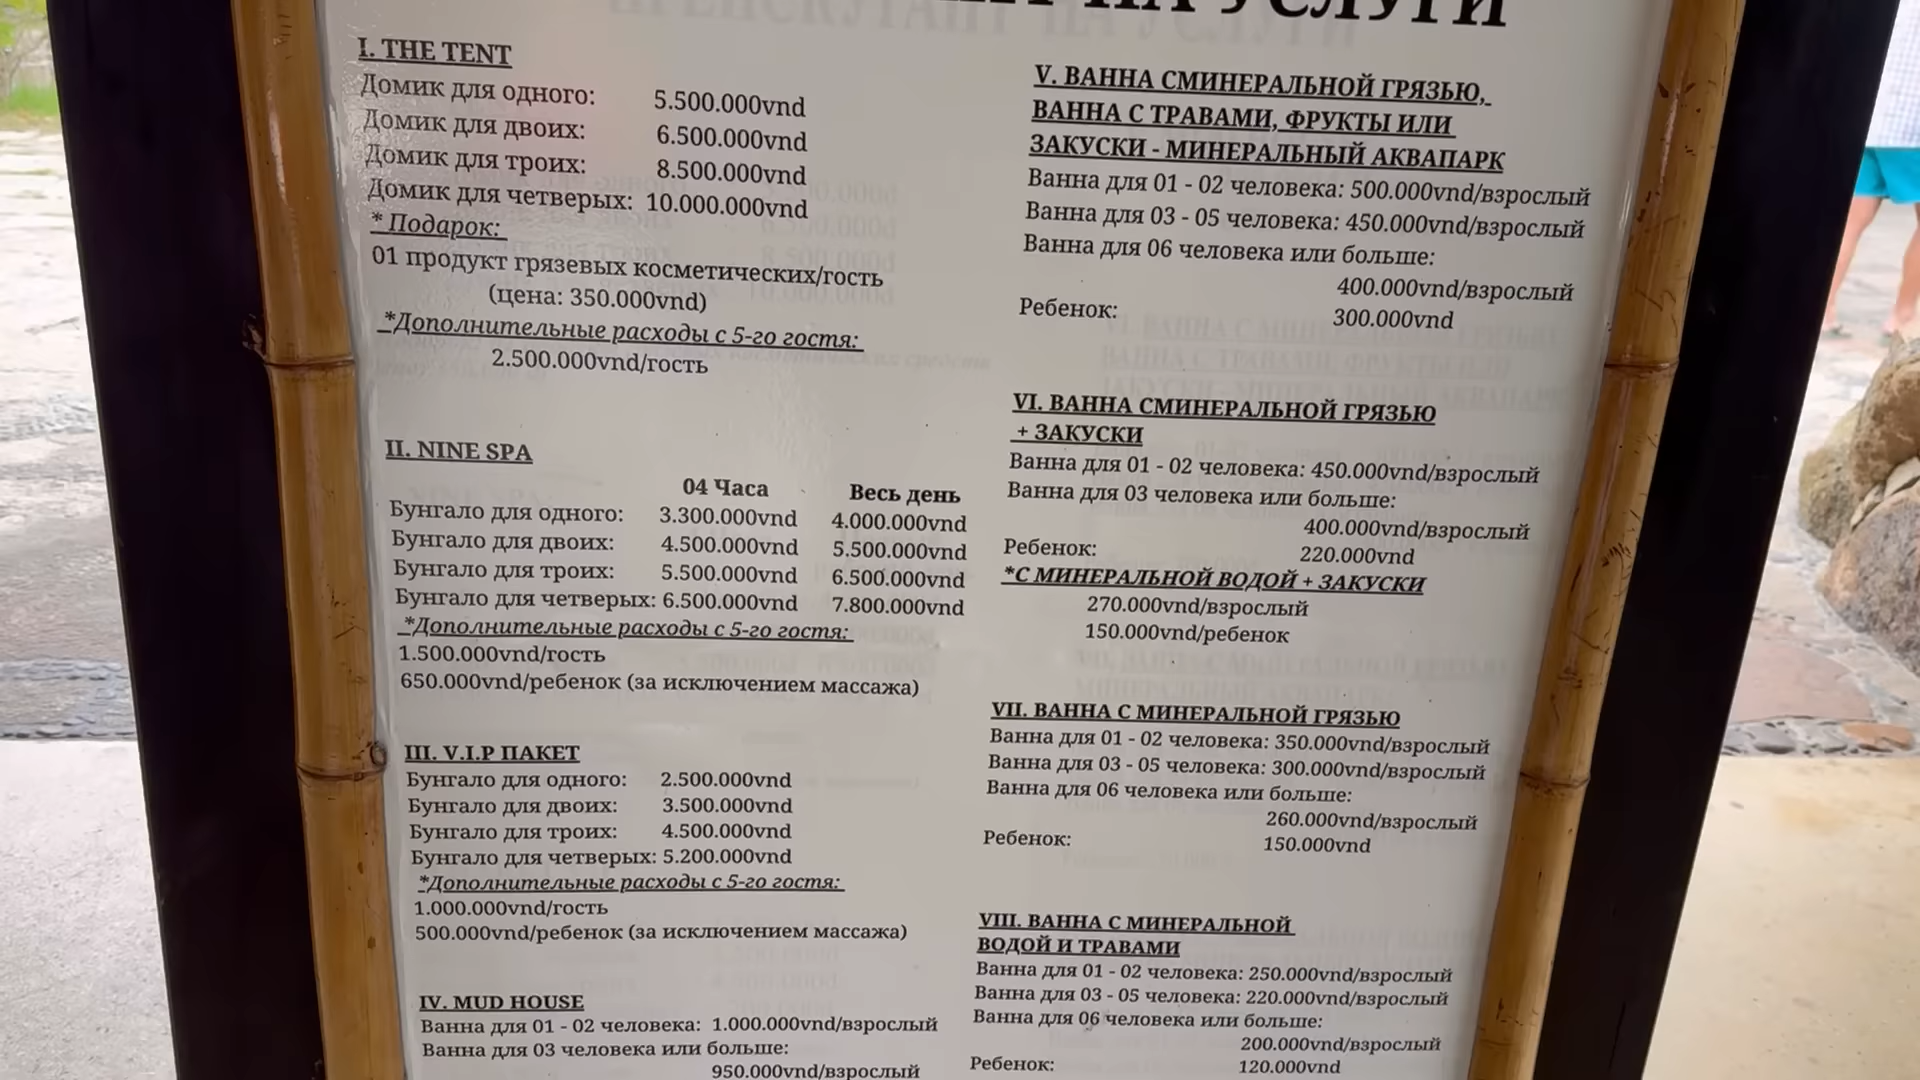 НА УСЛУГИ
I. THE TENT
Домик для одного: 5.500.000vnd
Домик для двоих: 6.500.000vnd
Домик для троих: 8.500.000vnd
Домик для четверых: 10.000.000vnd
* Подарок:
01 продукт грязевых косметических/гость
(цена: 350.000vnd)
*Дополнительные расходы с 5-го гостя:
2.500.000vnd/гость
II. NINE SPA
04 Часа Весь день
Бунгало для одного: 3.300.000vnd 4.000.000vnd
Бунгало для двоих: 4.500.000vnd 5.500.000vnd
Бунгало для троих: 5.500.000vnd 6.500.000vnd
Бунгало для четверых: 6.500.000vnd 7.800.000vnd
*Дополнительные расходы с 5-го гостя:
1.500.000vnd/гость
650.000vnd/ребенок (за исключением массажа)
III. V.I.P ПАКЕТ
Бунгало для одного: 2.500.000vnd
Бунгало для двоих: 3.500.000vnd
Бунгало для троих: 4.500.000vnd
Бунгало для четверых: 5.200.000vnd
*Дополнительные расходы с 5-го гостя:
1.000.000vnd/гость
500.000vnd/ребенок (за исключением массажа)
IV. MUD HOUSE
Ванна для 01 - 02 человека: 1.000.000vnd/взрослый
Ванна для 03 человека или больше:
950.000vnd/взрослый
V. ВАННА СМИНЕРАЛЬНОЙ ГРЯЗЬЮ,
ВАННА С ТРАВАМИ, ФРУКТЫ ИЛИ
ЗАКУСКИ - МИНЕРАЛЬНЫЙ АКВАПАРК
Ванна для 01 - 02 человека: 500.000vnd/взрослый
Ванна для 03 - 05 человека: 450.000vnd/взрослый
Ванна для 06 человека или больше:
400.000vnd/взрослый
Ребенок: 300.000vnd
VI. ВАННА СМИНЕРАЛЬНОЙ ГРЯЗЬЮ
+ ЗАКУСКИ
Ванна для 01 - 02 человека: 450.000vnd/взрослый
Ванна для 03 человека или больше:
400.000vnd/взрослый
Ребенок: 220.000vnd
*С МИНЕРАЛЬНОЙ ВОДОЙ + ЗАКУСКИ
270.000vnd/взрослый
150.000vnd/ребенок
VII. ВАННА С МИНЕРАЛЬНОЙ ГРЯЗЬЮ
Ванна для 01 - 02 человека: 350.000vnd/взрослый
Ванна для 03 - 05 человека: 300.000vnd/взрослый
Ванна для 06 человека или больше:
260.000vnd/взрослый
Ребенок: 150.000vnd
VIII. ВАННА С МИНЕРАЛЬНОЙ
ВОДОЙ И ТРАВАМИ
Ванна для 01 - 02 человека: 250.000vnd/взрослый
Ванна для 03 - 05 человека: 220.000vnd/взрослый
Ванна для 06 человека или больше:
200.000vnd/взрослый
Ребенок: 120.000vnd